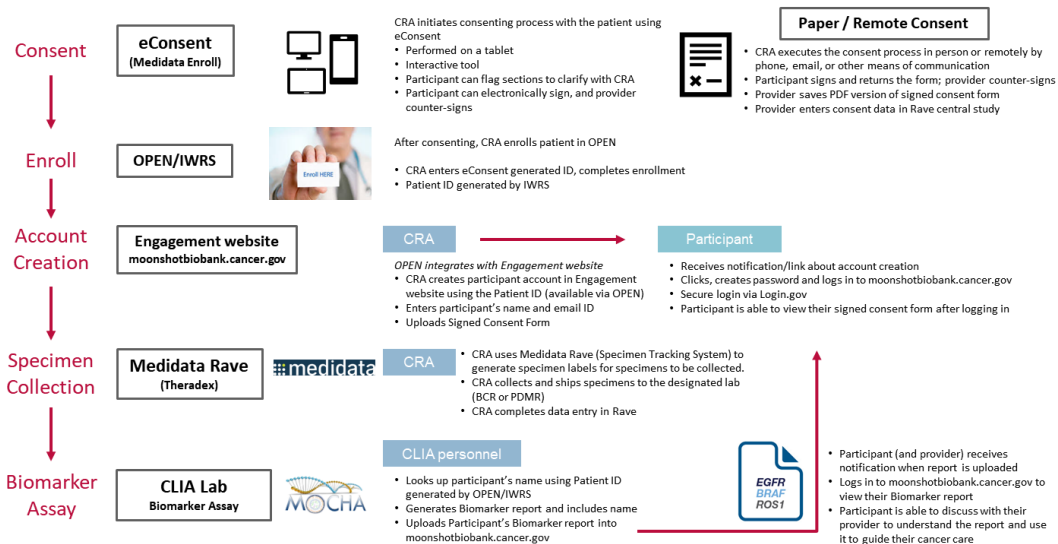 Consent
eConsent
(Medidata Enroll)
CRA initiates consenting process with the patient using
eConsent
• Performed on a tablet
• Interactive tool
• Participant can flag sections to clarify with CRA
• Participant can electronically sign, and provider
counter-signs
Paper / Remote Consent
• CRA executes the consent process in person or remotely by
phone, email, or other means of communication
• Participant signs and returns the form; provider counter-signs
• Provider saves PDF version of signed consent form
• Provider enters consent data in Rave central study
Enroll
OPEN/IWRS
Enroll HERE
After consenting, CRA enrolls patient in OPEN
• CRA enters eConsent generated ID, completes enrollment
• Patient ID generated by IWRS
Account
Creation
Engagement website
moonshotbiobank.cancer.gov
CRA
OPEN integrates with Engagement website
• CRA creates participant account in Engagement
website using the Patient ID (available via OPEN)
• Enters participant's name and email ID
• Uploads Signed Consent Form
Participant
• Receives notification/link about account creation
• Clicks, creates password and logs in to moonshotbiobank.cancer.gov
• Secure login via Login.gov
• Participant is able to view their signed consent form after logging in
Specimen
Collection
Medidata Rave
(Theradex)
medidata
CRA
• CRA uses Medidata Rave (Specimen Tracking System) to
generate specimen labels for specimens to be collected.
• CRA collects and ships specimens to the designated lab
(BCR or PDMR)
• CRA completes data entry in Rave
Biomarker
Assay
CLIA Lab
Biomarker Assay
MOCHA
CLIA personnel
• Looks up participant's name using Patient ID
generated by OPEN/IWRS
• Generates Biomarker report and includes name
• Uploads Participant's Biomarker report into
moonshotbiobank.cancer.gov
EGFR
BRAF
ROS1
• Participant (and provider) receives
notification when report is uploaded
• Logs in to moonshotbiobank.cancer.gov to
view their Biomarker report
• Participant is able to discuss with their
provider to understand the report and use
it to guide their cancer care